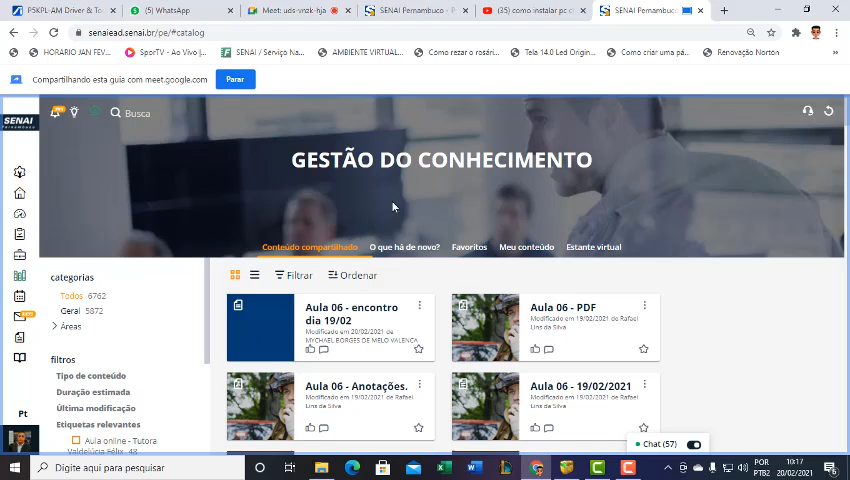 P5KPL-AM Driver & To
(5) WhatsApp
Meet: uds-vnzk-hja
SENAI Pernambuco - P
(35) como instalar pc c
SENAI Pernambuco
senaiead.senai.br/pe/#catalog
HORARIO JAN FEV...
SporTV - Ao Vivo |...
SENAI / Serviço Na...
AMBIENTE VIRTUAL...
Como rezar o rosári...
Tela 14.0 Led Origin...
Como criar uma pá...
Renovação Norton
»
Compartilhando esta guia com meet.google.com
Parar
SENAI
Busca
GESTÃO DO CONHECIMENTO
Conteúdo compartilhado
O que há de novo?
Favoritos
Meu conteúdo
Estante virtual
categorias
Todos 6762
Geral 5872
Áreas
filtros
Tipo de conteúdo
Duração estimada
Última modificação
Etiquetas relevantes
Aula online - Tutora
Valdelúcia Félix 48
Pt
Filtrar
Ordenar
Aula 06 - encontro
dia 19/02
Modificado em 20/02/2021 de
MYCHAEL BORGES DE MELO VALENCA
Aula 06 - PDF
Modificado em 19/02/2021 de Rafael
Lins da Silva
Aula 06 - Anotações.
Modificado em 19/02/2021 de Rafael
Lins da Silva
Aula 06 - 19/02/2021
Modificado em 19/02/2021 de Rafael
Lins da Silva
Chat (57)
Digite aqui para pesquisar
POR
PTB2
10:17
20/02/2021